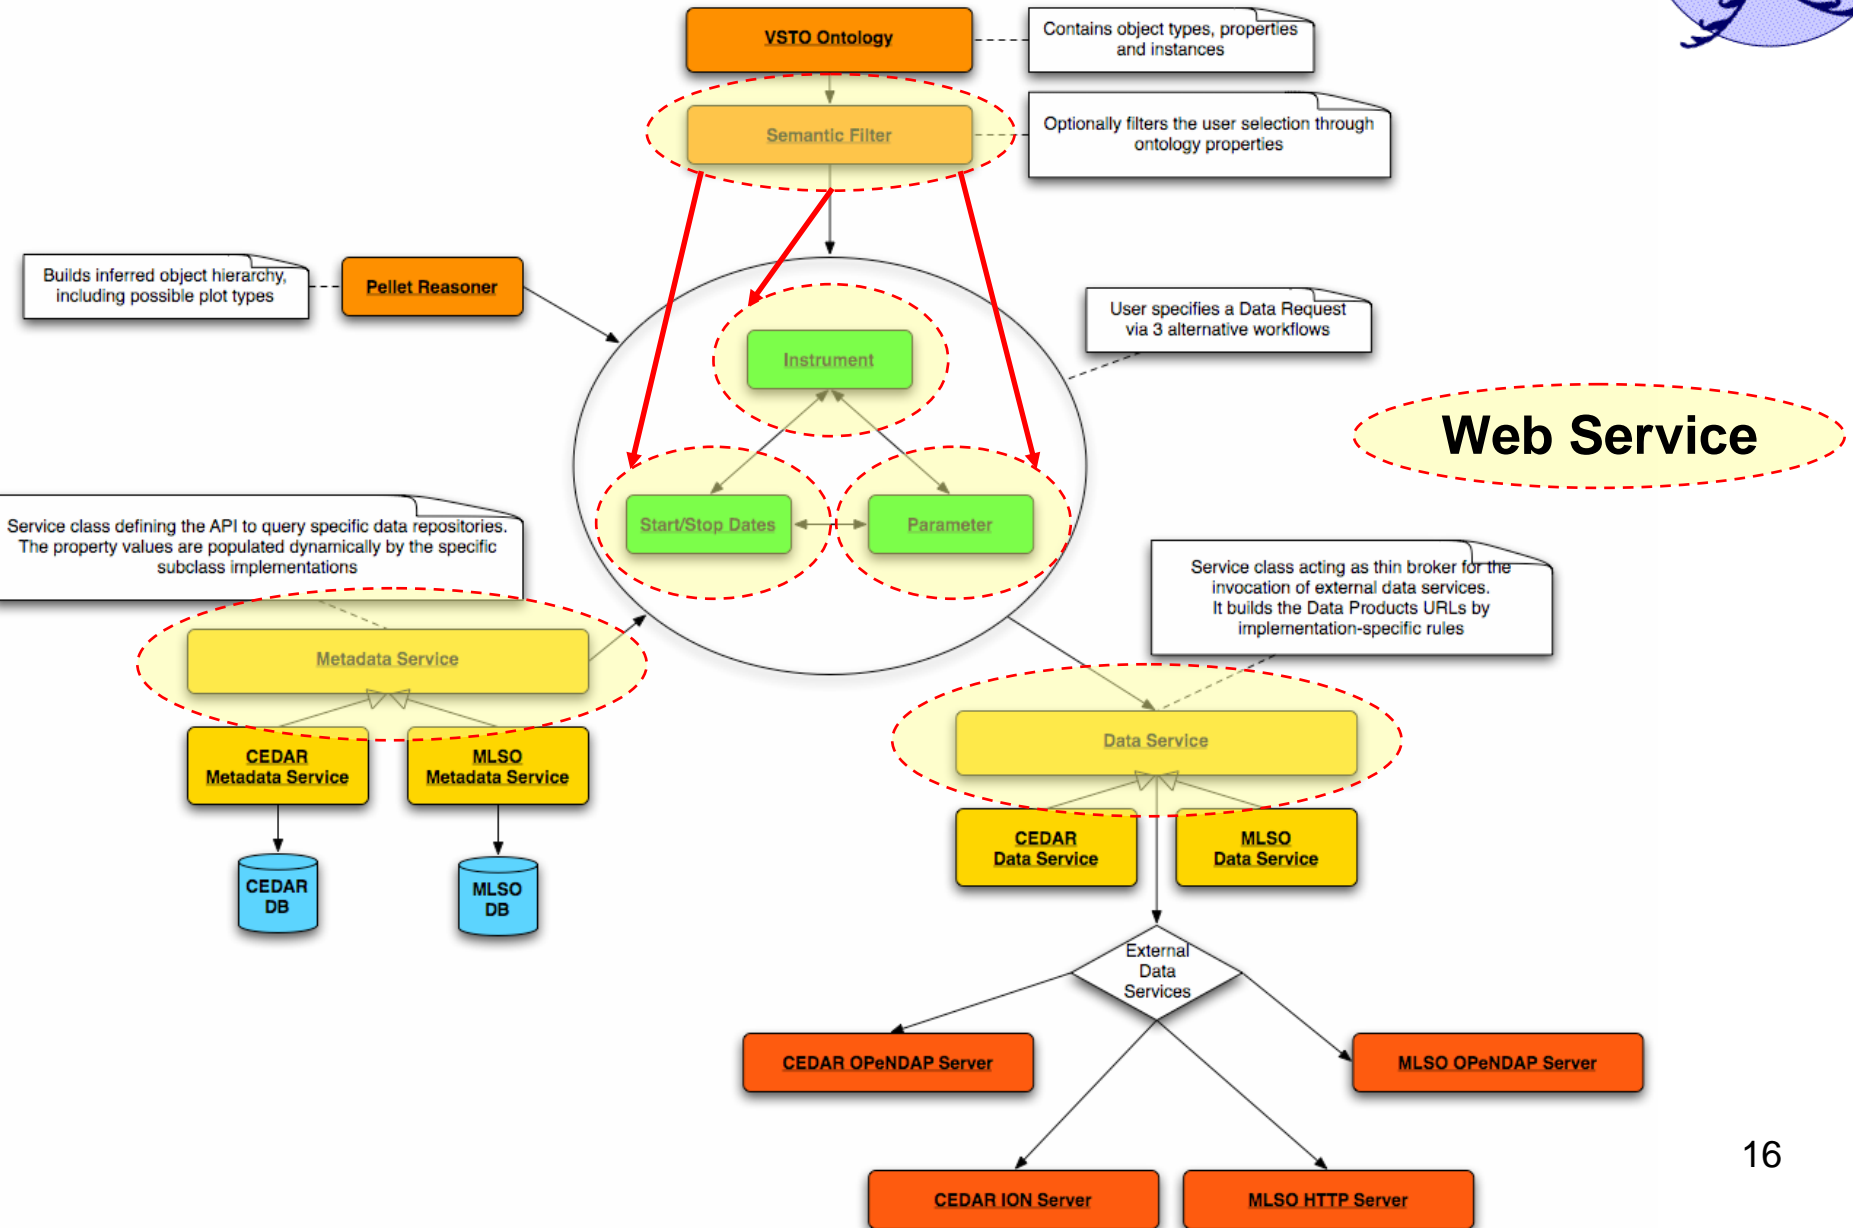 VSTO Ontology
Contains object types, properties
and instances
Semantic Filter
Optionally filters the user selection through
ontology properties
Builds inferred object hierarchy,
including possible plot types
Pellet Reasoner
User specifies a Data Request
via 3 alternative workflows
Instrument
Web Service
Start/Stop Dates
Parameter
Service class defining the API to query specific data repositories.
The property values are populated dynamically by the specific
subclass implementations
Service class acting as thin broker for the
invocation of external data services.
It builds the Data Products URLs by
implementation-specific rules
Metadata Service
Data Service
CEDAR
Metadata Service
MLSO
Metadata Service
CEDAR
Data Service
MLSO
Data Service
CEDAR
DB
MLSO
DB
External
Data
Services
CEDAR OPeNDAP Server
MLSO OPeNDAP Server
CEDAR ION Server
MLSO HTTP Server
16